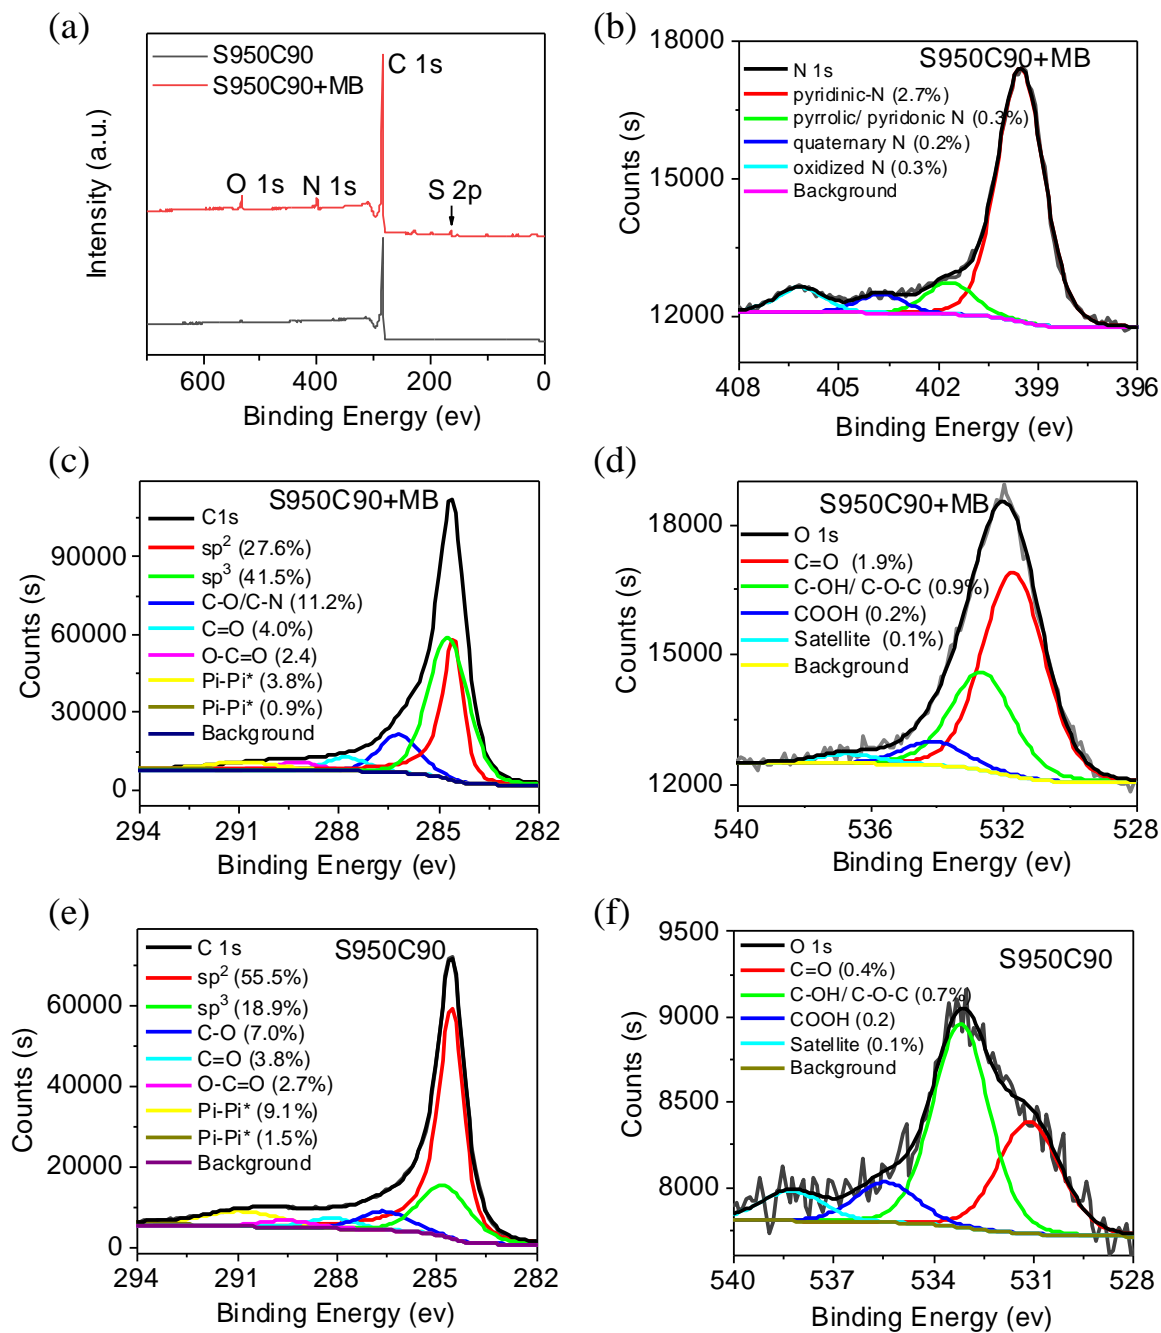 (a)
S950C90
S950C90+MB
C 1s
O 1s
N 1s
S 2p
Intensity (a.u.)
600
400
200
0
Binding Energy (ev)
(b)
S950C90+MB
N 1s
pyridinic-N (2.7%)
pyrrolic/ pyridonic N (0.3%)
quaternary N (0.2%)
oxidized N (0.3%)
Background
Counts (s)
18000
15000
12000
408
405
402
399
396
Binding Energy (ev)
(c)
S950C90+MB
C1s
sp² (27.6%)
sp³ (41.5%)
C-O/C-N (11.2%)
C=O (4.0%)
O-C=O (2.4)
Pi-Pi* (3.8%)
Pi-Pi* (0.9%)
Background
Counts (s)
90000
60000
30000
0
294
291
288
285
282
Binding Energy (ev)
(d)
S950C90+MB
O 1s
C=O (1.9%)
C-OH/ C-O-C (0.9%)
COOH (0.2%)
Satellite (0.1%)
Background
Counts (s)
18000
15000
12000
540
536
532
528
Binding Energy (ev)
(e)
S950C90
C 1s
sp² (55.5%)
sp³ (18.9%)
C-O (7.0%)
C=O (3.8%)
O-C=O (2.7%)
Pi-Pi* (9.1%)
Pi-Pi* (1.5%)
Background
Counts (s)
60000
40000
20000
0
294
291
288
285
282
Binding Energy (ev)
(f)
S950C90
O 1s
C=O (0.4%)
C-OH/ C-O-C (0.7%)
COOH (0.2)
Satellite (0.1%)
Background
Counts (s)
9500
9000
8500
8000
540
537
534
531
528
Binding Energy (ev)